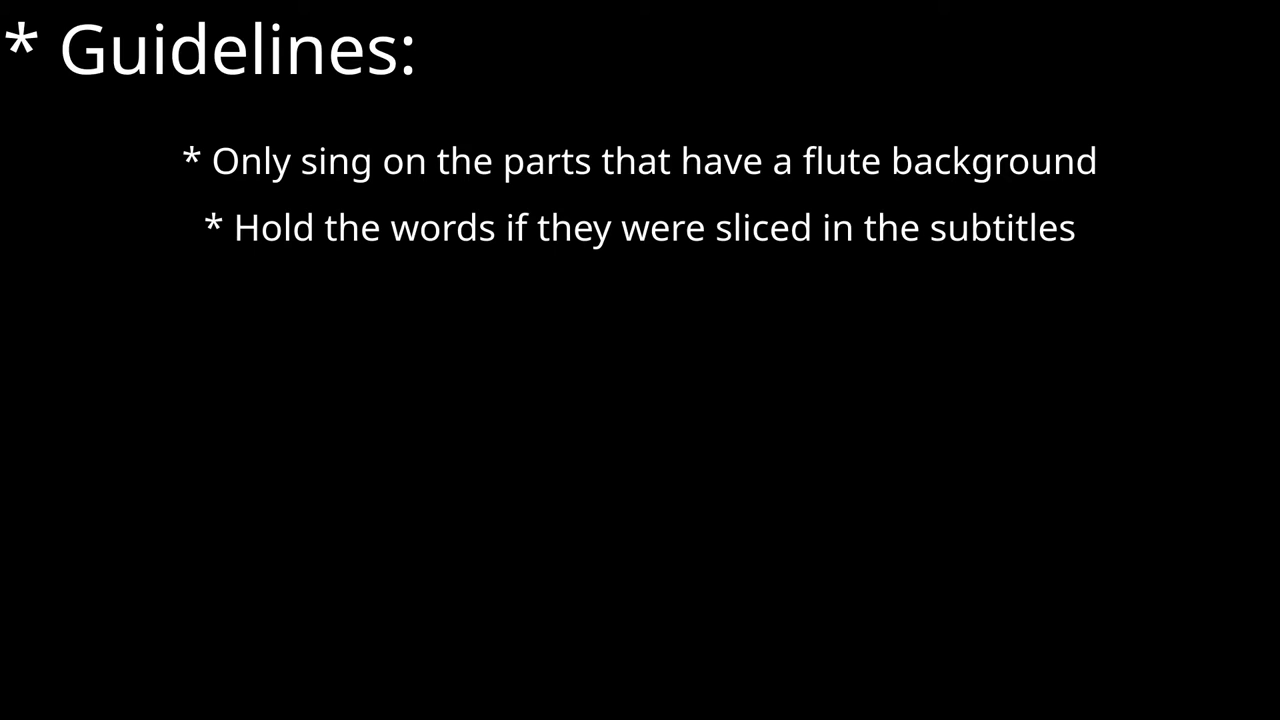 * Guidelines:
* Only sing on the parts that have a flute background
* Hold the words if they were sliced in the subtitles